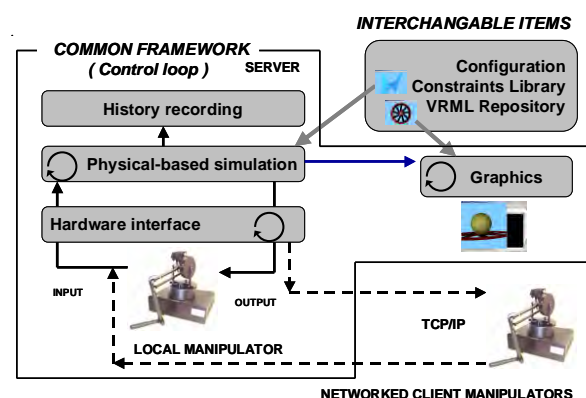 INTERCHANGABLE ITEMS
COMMON FRAMEWORK
( Control loop )
SERVER
Configuration
Constraints Library
VRML Repository
History recording
Physical-based simulation
Graphics
Hardware interface
INPUT
OUTPUT
TCP/IP
LOCAL MANIPULATOR
NETWORKED CLIENT MANIPULATORS